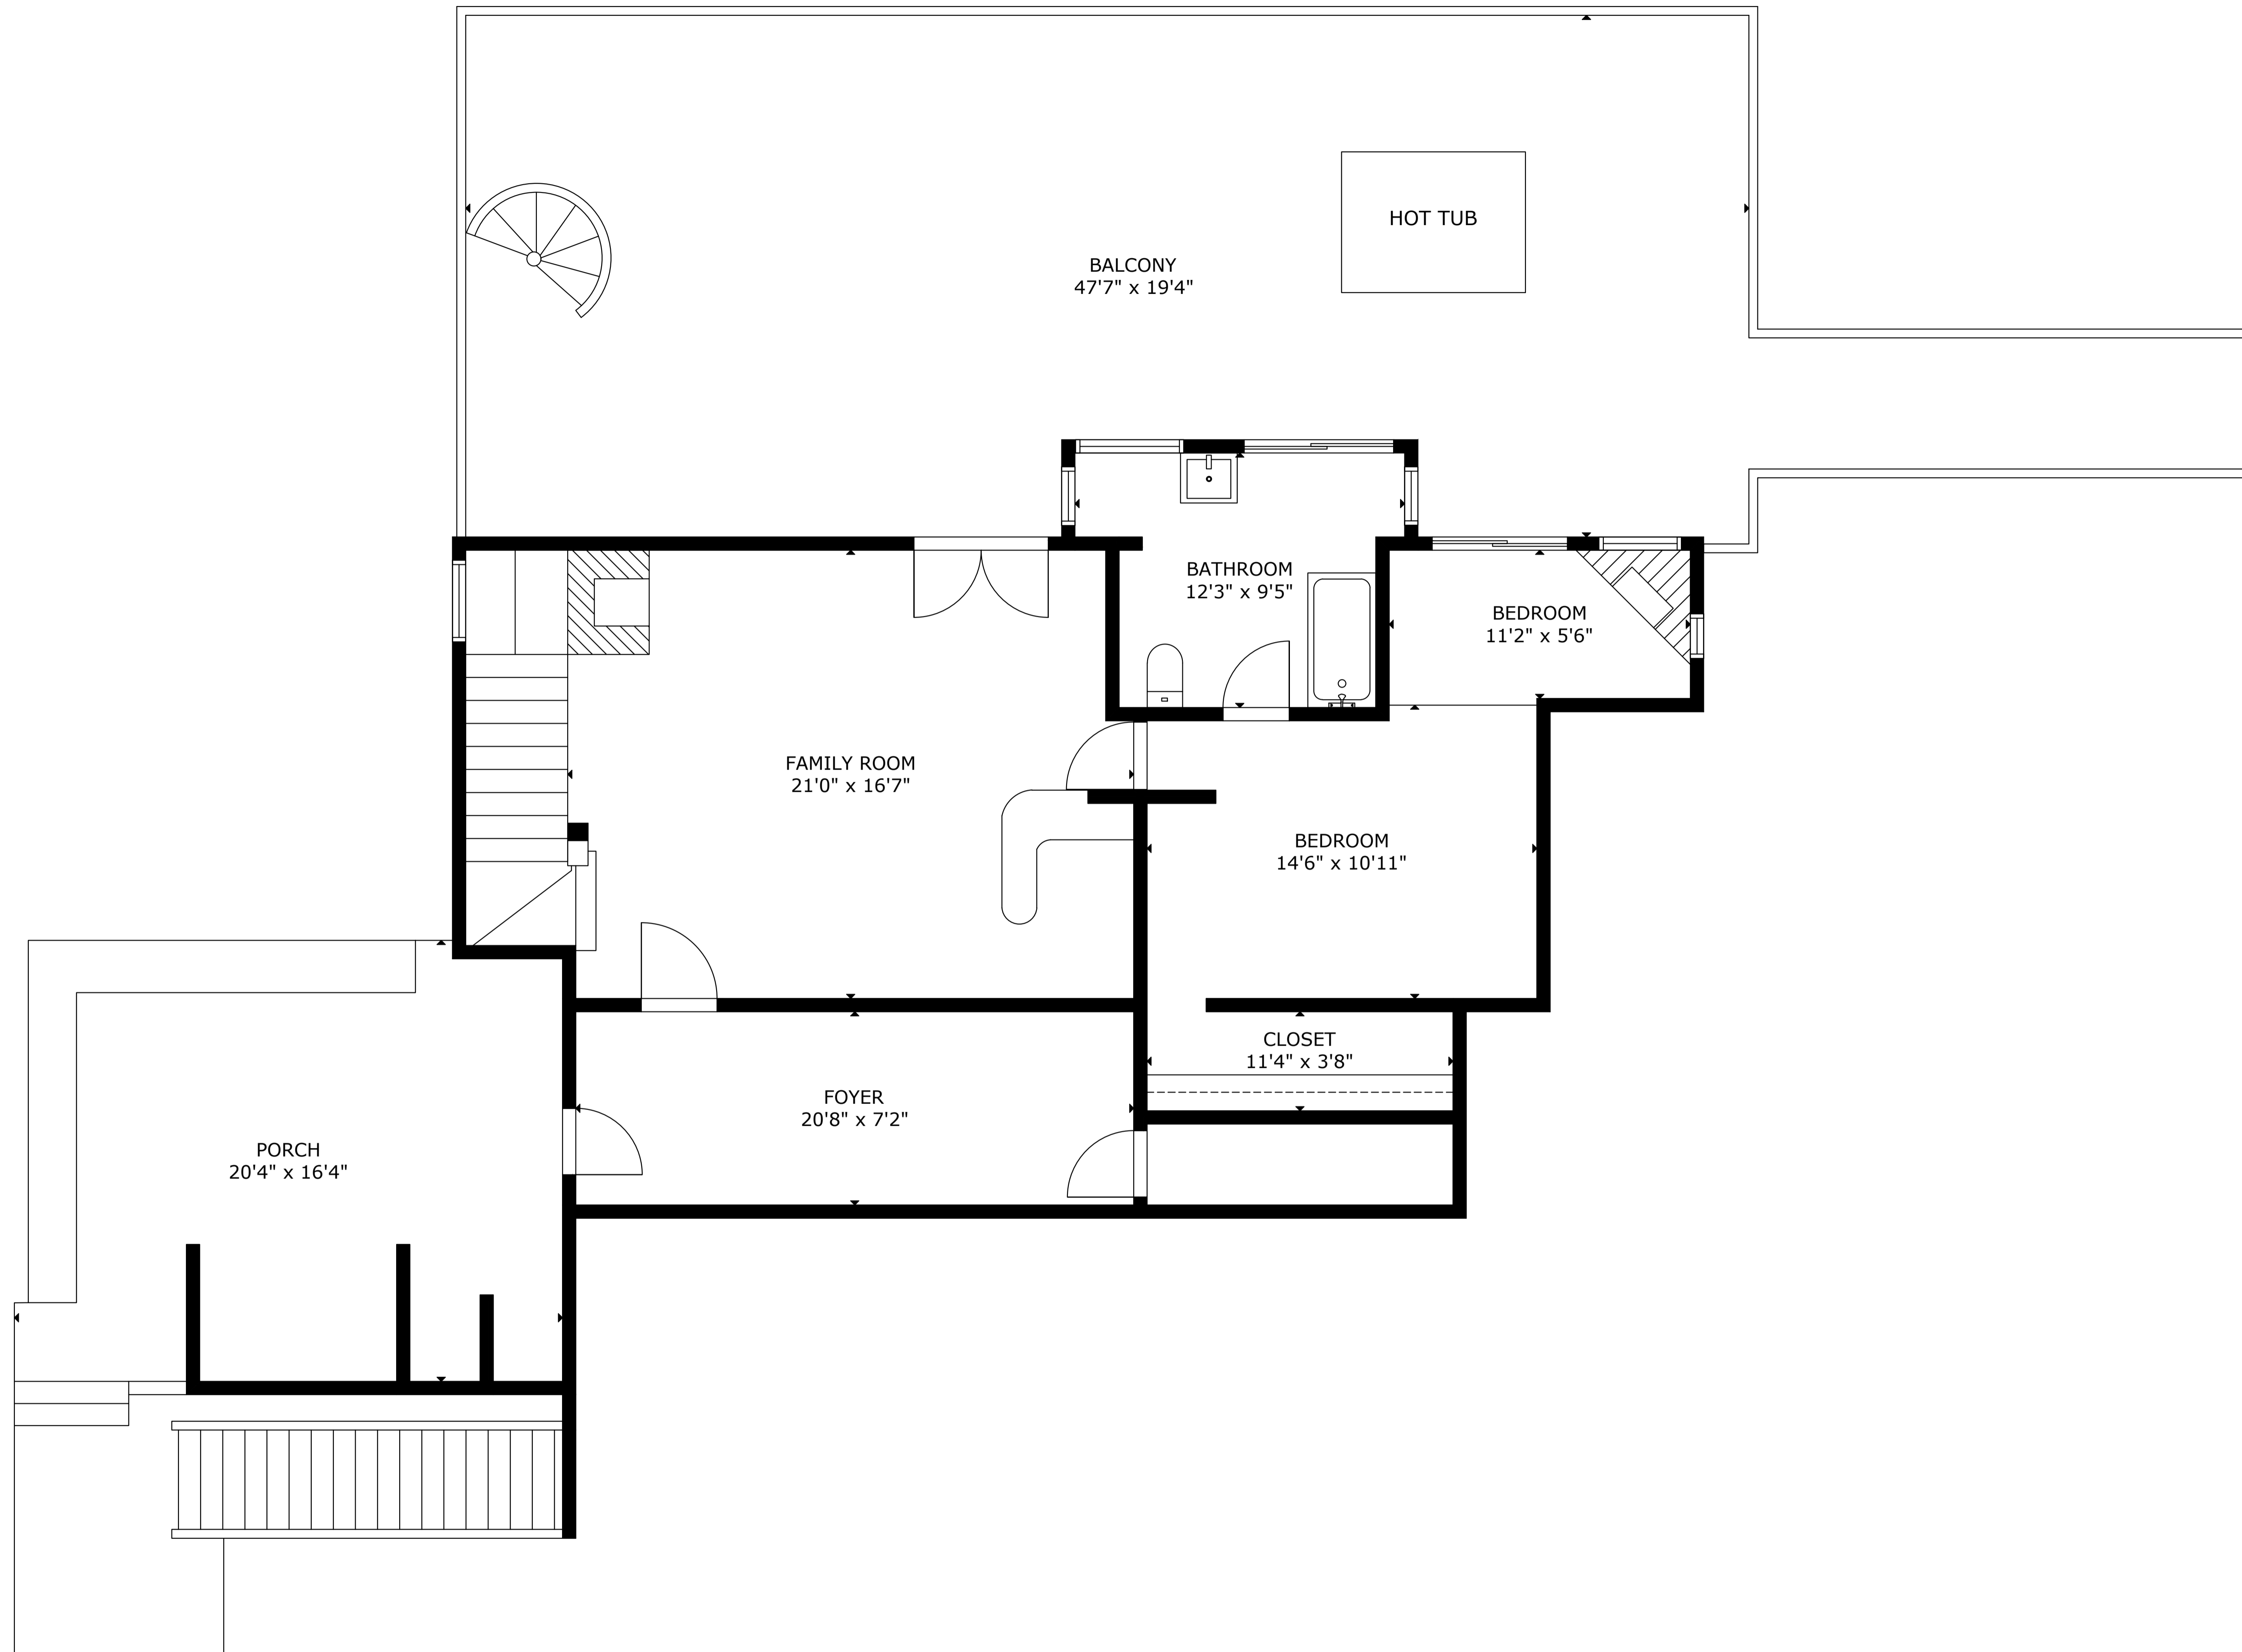 HOT TUB
BALCONY
47'7" x 19'4"
BATHROOM
12'3" x 9'5"
BEDROOM
11'2" x 5'6"
FAMILY ROOM
21'0" x 16'7"
BEDROOM
14'6" x 10'11"
CLOSET
11'4" x 3'8"
FOYER
20'8" x 7'2"
PORCH
20'4" x 16'4"